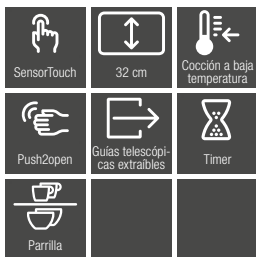 SensorTouch
32 cm
Cocción a baja
temperatura
Push2open
Guías telescópi-
cas extraíbles
Timer
Parrilla